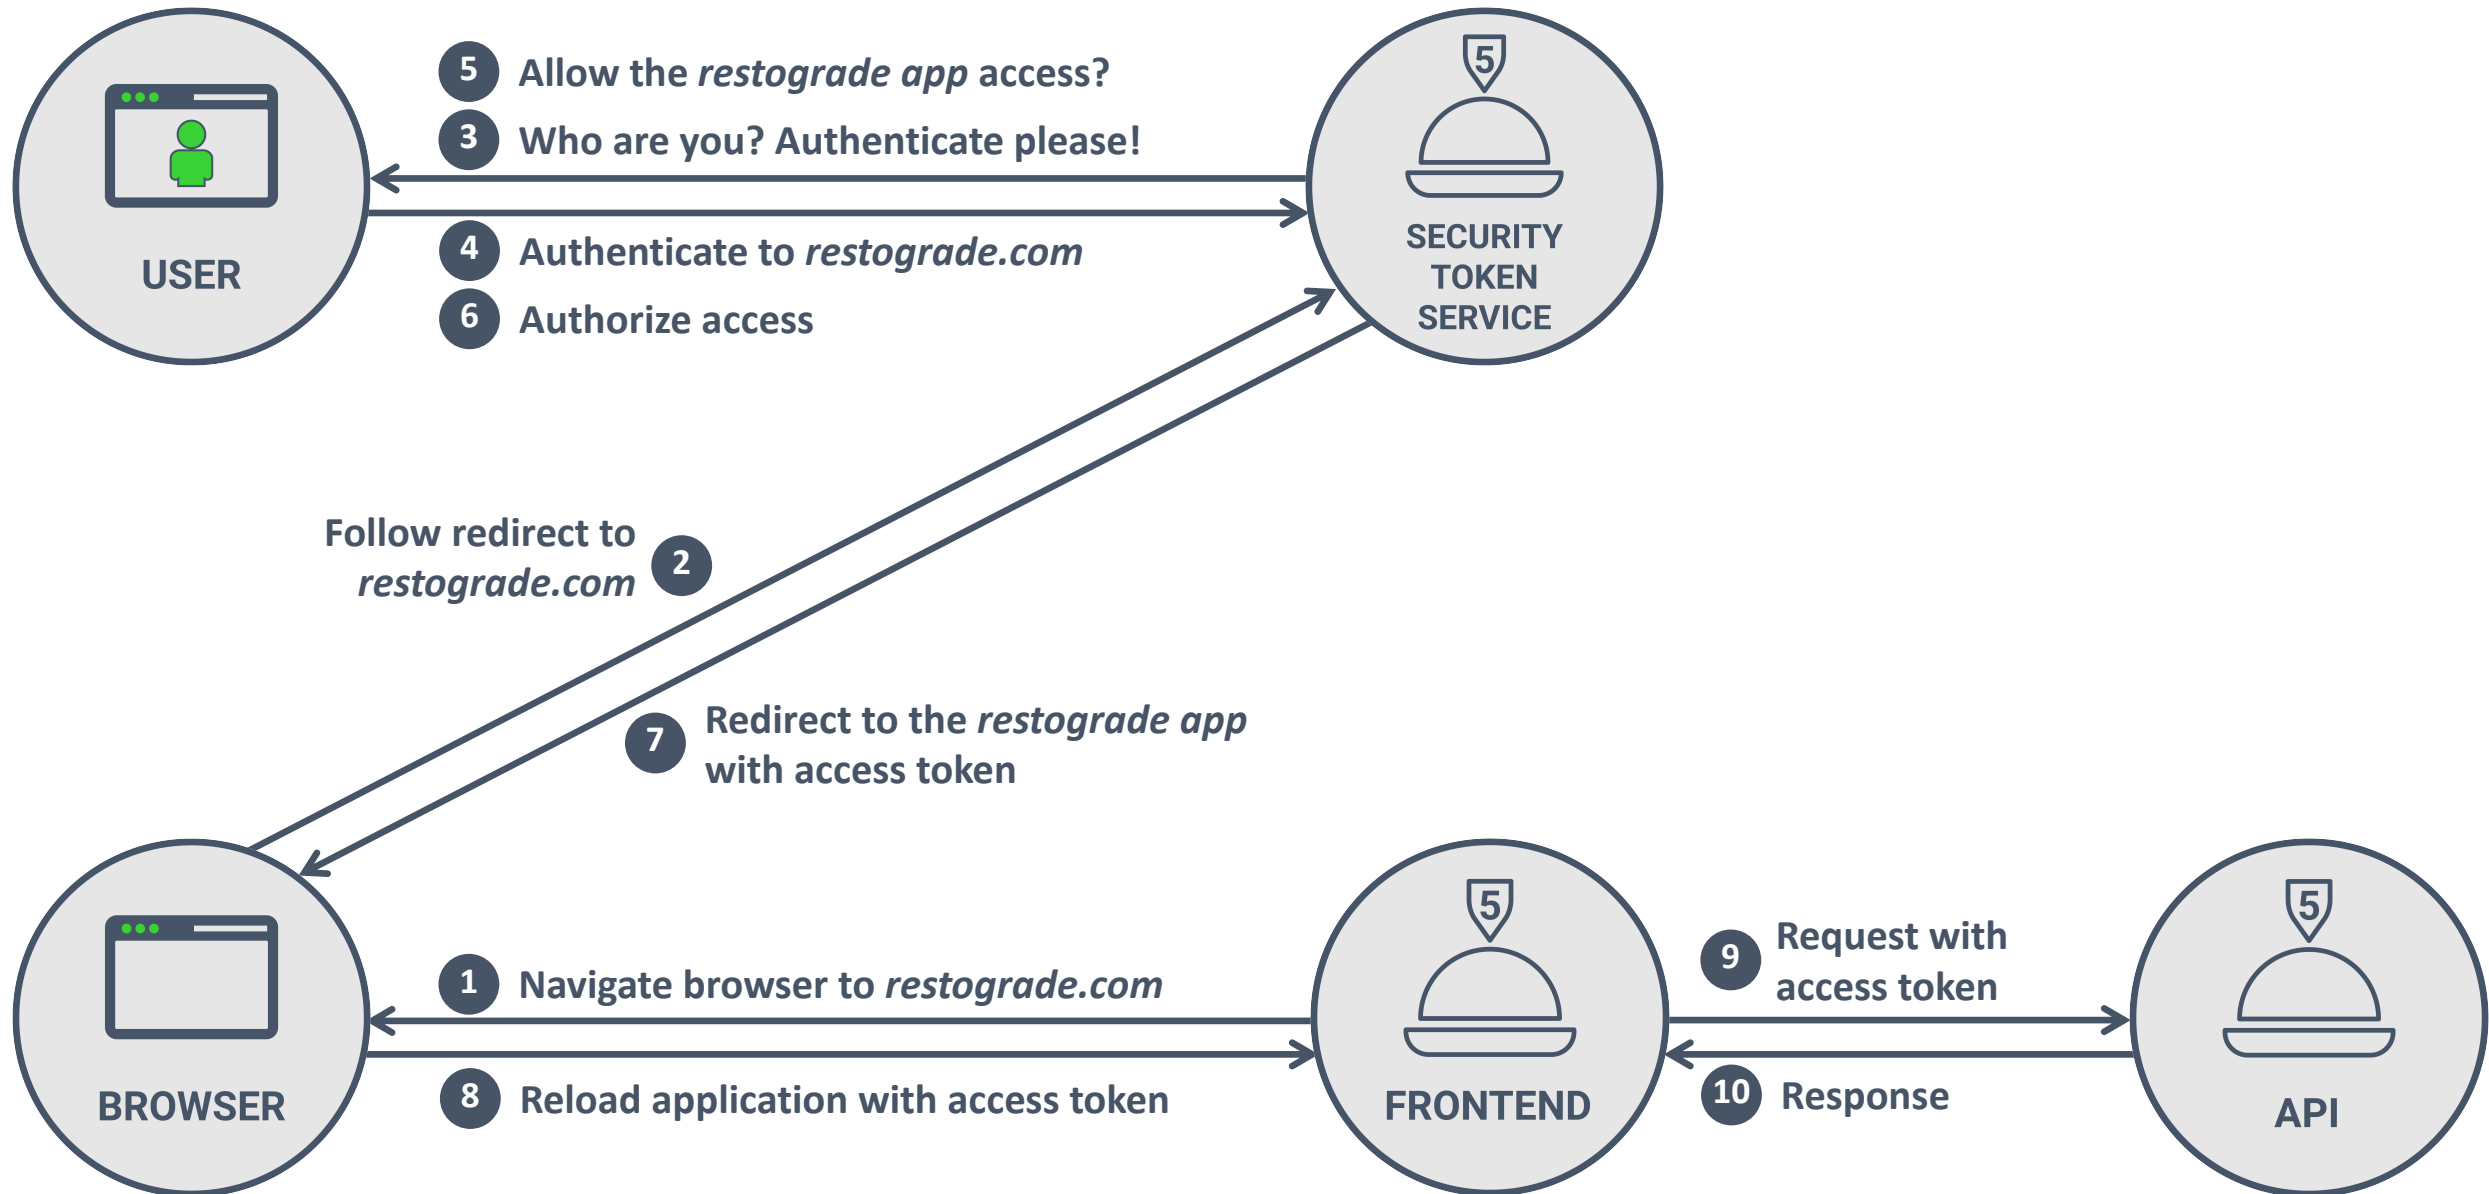 5 Allow the restograde app access?
3 Who are you? Authenticate please!
USER
4 Authenticate to restograde.com
6 Authorize access
5
SECURITY
TOKEN
SERVICE
Follow redirect to
restograde.com
2
7 Redirect to the restograde app
with access token
BROWSER
1 Navigate browser to restograde.com
8 Reload application with access token
5
FRONTEND
9 Request with
access token
10 Response
5
API